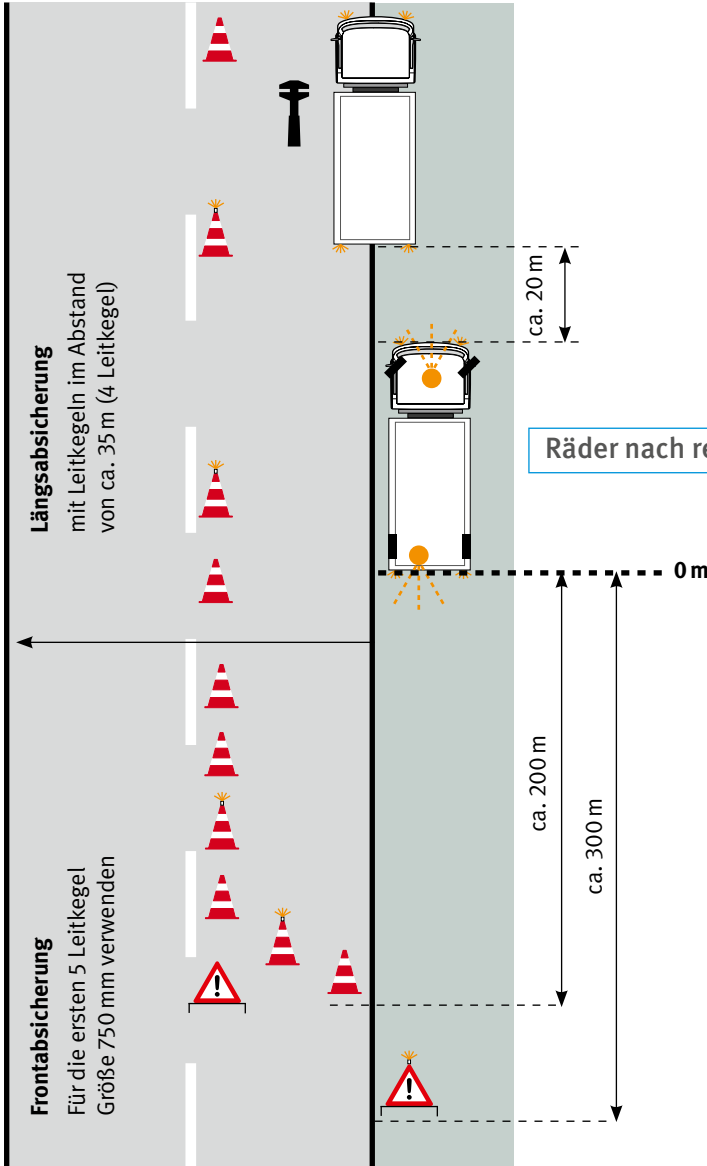 Längsabsicherung
mit Leitkegeln im Abstand
von ca. 35 m (4 Leitkegel)
ca. 20 m
Räder nach re
0 m
ca. 200 m
ca. 300 m
Frontabsicherung
Für die ersten 5 Leitkegel
Größe 750 mm verwenden
!
!